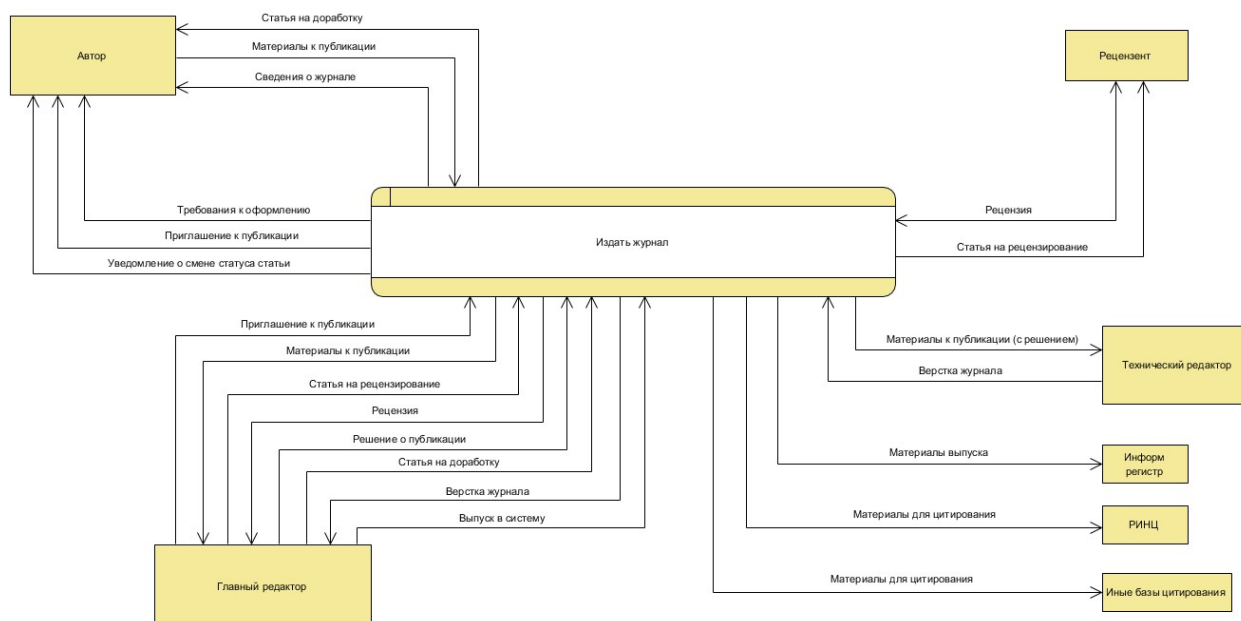 Статья на доработку
Автор
Материалы к публикации
Рецензент
Сведения о журнале
Требования к оформлению
Рецензия
Приглашение к публикации
Издать журнал
Статья на рецензирование
Уведомление о смене статуса статьи
Приглашение к публикации
Материалы к публикации (с решением)
Материалы к публикации
Технический редактор
Верстка журнала
Статья на рецензирование
Рецензия
Решение о публикации
Материалы выпуска
Информ
регистр
Статья на доработку
Верстка журнала
Материалы для цитирования
Выпуск в систему
РИНЦ
Материалы для цитирования
Главный редактор
Иные базы цитирования